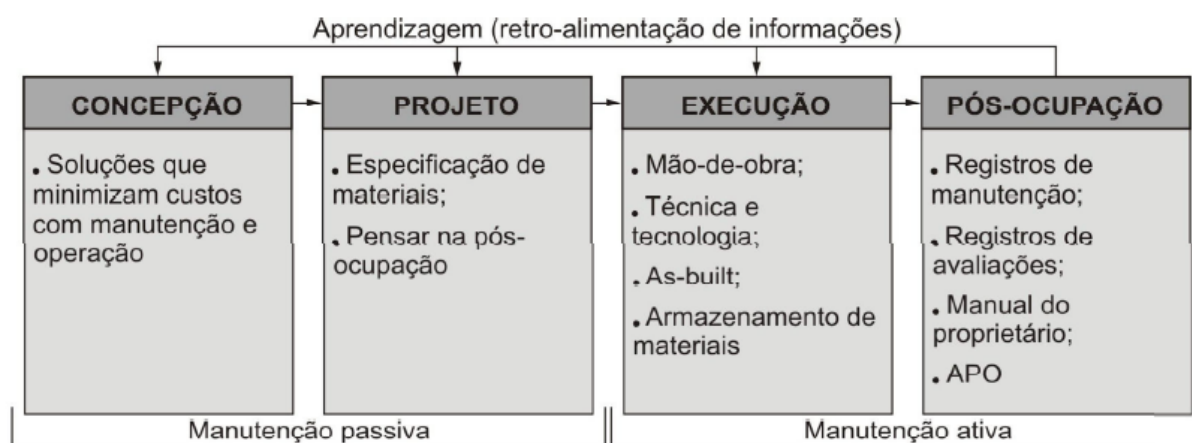 Aprendizagem (retro-alimentação de informações)
CONCEPÇÃO
. Soluções que
minimizam custos
com manutenção e
operação
PROJETO
. Especificação de
materiais;
. Pensar na pós-
ocupação
EXECUÇÃO
. Mão-de-obra;
. Técnica e
tecnologia;
. As-built;
. Armazenamento de
materiais
PÓS-OCUPAÇÃO
. Registros de
manutenção;
. Registros de
avaliações;
. Manual do
proprietário;
. APO
Manutenção passiva
Manutenção ativa